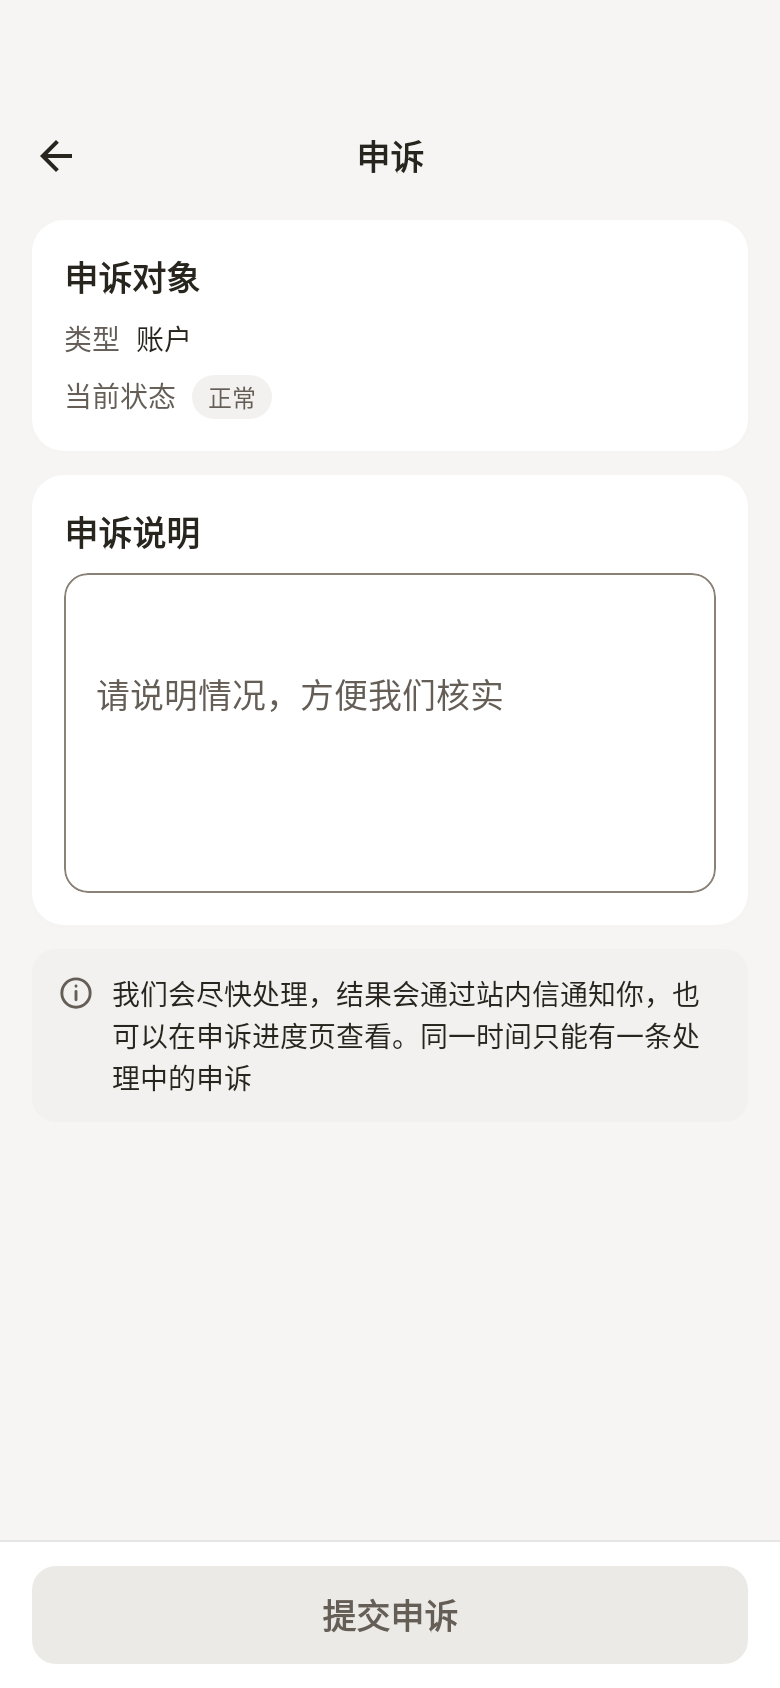 申诉
申诉对象
类型 账户
当前状态 正常
申诉说明
请说明情况，方便我们核实
我们会尽快处理，结果会通过站内信通知你，也
可以在申诉进度页查看。同一时间只能有一条处
理中的申诉
提交申诉